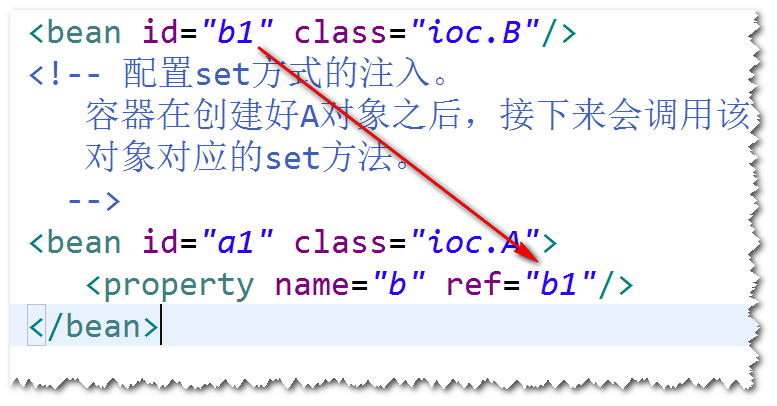 <bean id="b1" class="ioc.B"/>
<!-- 配置set方式的注入。
容器在创建好A对象之后，接下来会调用该
对象对应的set方法。
-->
<bean id="a1" class="ioc.A">
<property name="b" ref="b1"/>
</bean>